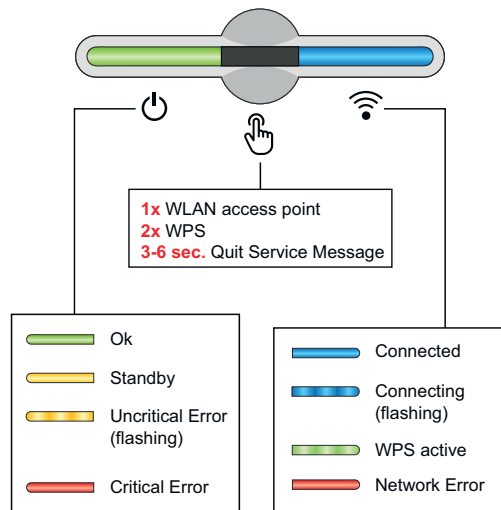 1x WLAN access point
2x WPS
3-6 sec. Quit Service Message
Ok
Standby
Uncritical Error
(flashing)
Critical Error
Connected
Connecting
(flashing)
WPS active
Network Error